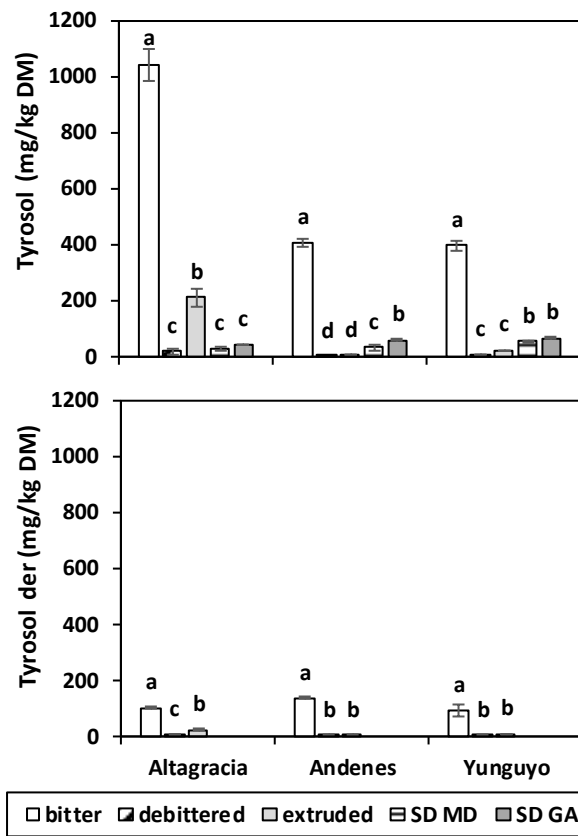 Tyrosol (mg/kg DM)
1200
1000
800
600
400
200
0
a
c
b
c
c
a
d
d
c
b
a
c
c
b
b
Tyrosol der (mg/kg DM)
1200
1000
800
600
400
200
0
a
c
b
a
b
b
a
b
b
Altagracia Andenes Yunguyo
bitter debittered extruded SD MD SD GA